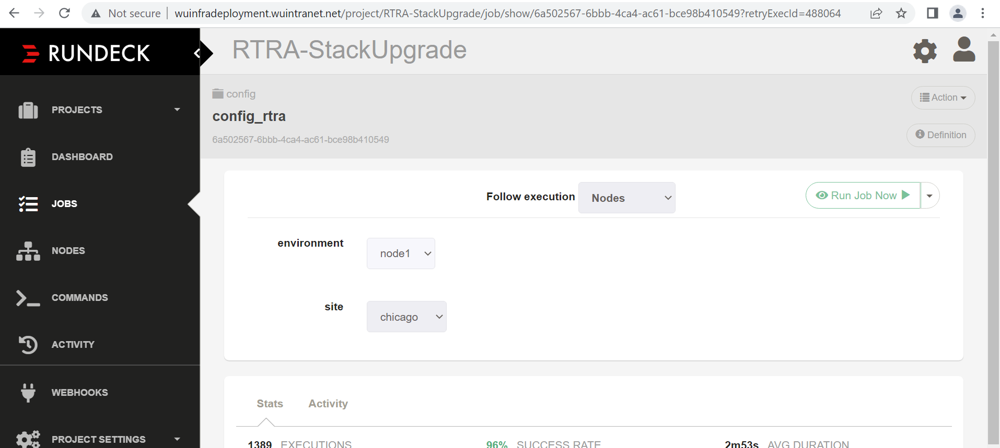 Not secure
wuinfradeployment.wuintranet.net/project/RTRA-StackUpgrade/job/show/6a502567-6bbb-4ca4-ac61-bce98b410549?retryExecId=488064
RUNDECK
RTRA-StackUpgrade
PROJECTS
DASHBOARD
JOBS
NODES
COMMANDS
ACTIVITY
WEBHOOKS
PROJECT SETTINGS
config
config_rtra
6a502567-6bbb-4ca4-ac61-bce98b410549
Action
Definition
Follow execution Nodes
Run Job Now
environment node1
site chicago
Stats Activity
1389 EXECUTIONS 96% SUCCESS RATE 2m53s AVG DURATION